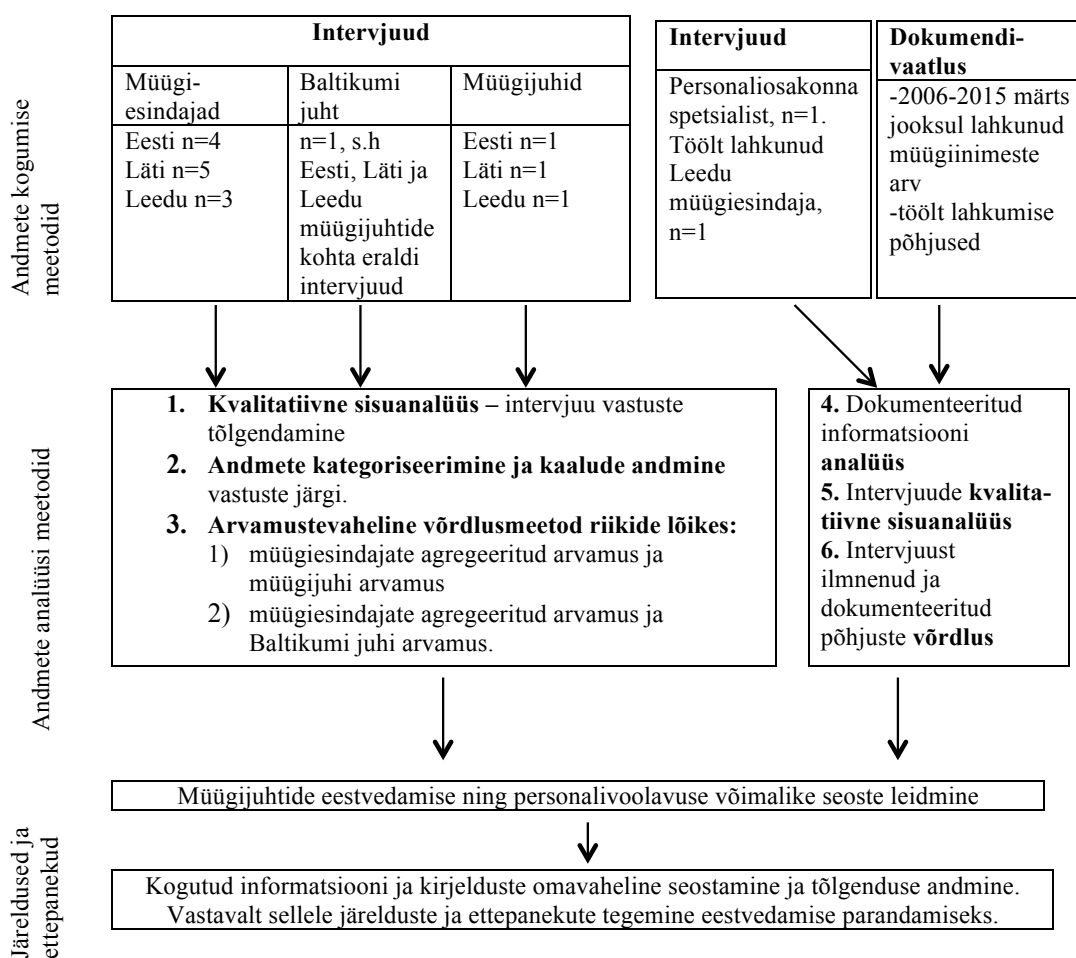 Andmete kogumise
meetodid
Intervjuud
Müügi-
esindajad
Eesti n=4
Läti n=5
Leedu n=3
Baltikumi
juht
n=1, s.h
Eesti, Läti ja
Leedu
müügijuhtide
kohta eraldi
intervjuud
Müügijuhid
Eesti n=1
Läti n=1
Leedu n=1
Intervjuud
Personaliosakonna
spetsialist, n=1.
Töölt lahkunud
Leedu
müügiesindaja,
n=1
Dokumendi-
vaatlus
-2006-2015 märts
jooksul lahkunud
müügiinimeste
arv
-töölt lahkumise
põhjused
Andmete analüüsi meetodid
1. Kvalitatiivne sisuanalüüs – intervjuu vastuste
tõlgendamine
2. Andmete kategoriseerimine ja kaalude andmine
vastuste järgi.
3. Arvamustevaheline võrdlusmeetod riikide lõikes:
1) müügiesindajate agregeeritud arvamus ja
müügijuhi arvamus
2) müügiesindajate agregeeritud arvamus ja
Baltikumi juhi arvamus.
4. Dokumenteeritud
informatsiooni
analüüs
5. Intervjuude kvalita-
tiivne sisuanalüüs
6. Intervjuust
ilmnenud ja
dokumenteeritud
põhjuste võrdlus
Müügijuhtide eestvedamise ning personalivoolavuse võimalike seoste leidmine
Järeldused ja
ettepanekud
Kogutud informatsiooni ja kirjelduste omavaheline seostamine ja tõlgenduse andmine.
Vastavalt sellele järelduste ja ettepanekute tegemine eestvedamise parandamiseks.